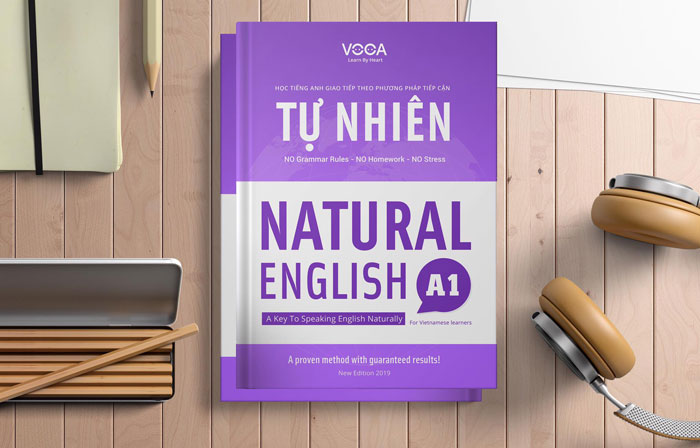 VOCA
Learn By Heart
HỌC TIẾNG ANH GIAO TIẾP THEO PHƯƠNG PHÁP TIẾP CẬN
TỰ NHIÊN
NO Grammar Rules - NO Homework - NO Stress
NATURAL
ENGLISH A1
A Key To Speaking English Naturally For Vietnamese learners
A proven method with guaranteed results!
New Edition 2019